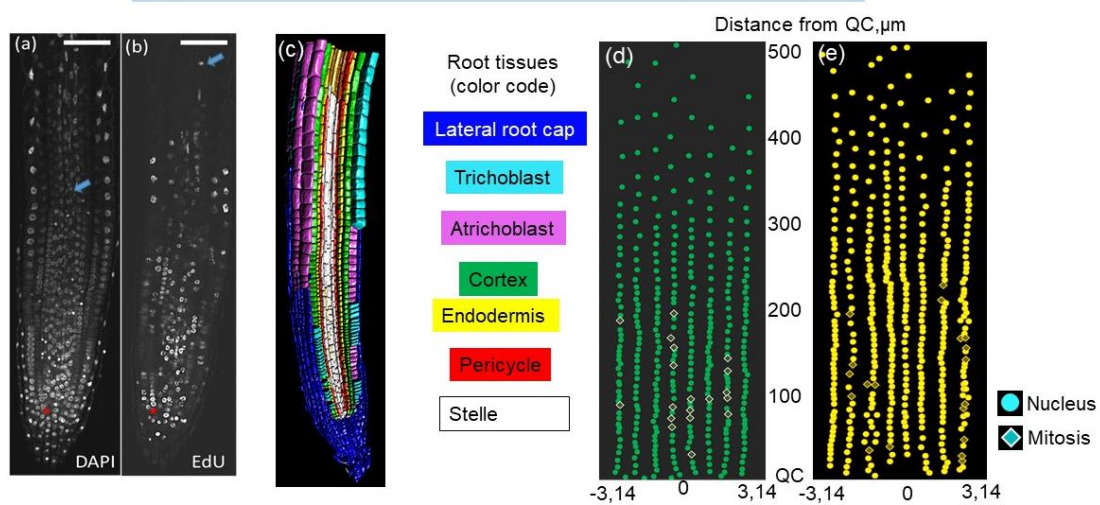 Distance from QC,µm
(a)
(b)
(c)
Root tissues
(color code)
Lateral root cap
Trichoblast
Atrichoblast
Cortex
Endodermis
Pericycle
Stelle
DAPI
EdU
(d)
500
(e)
400
300
200
100
QC
-3,14
0
3,14
-3,14
0
3,14
Nucleus
Mitosis